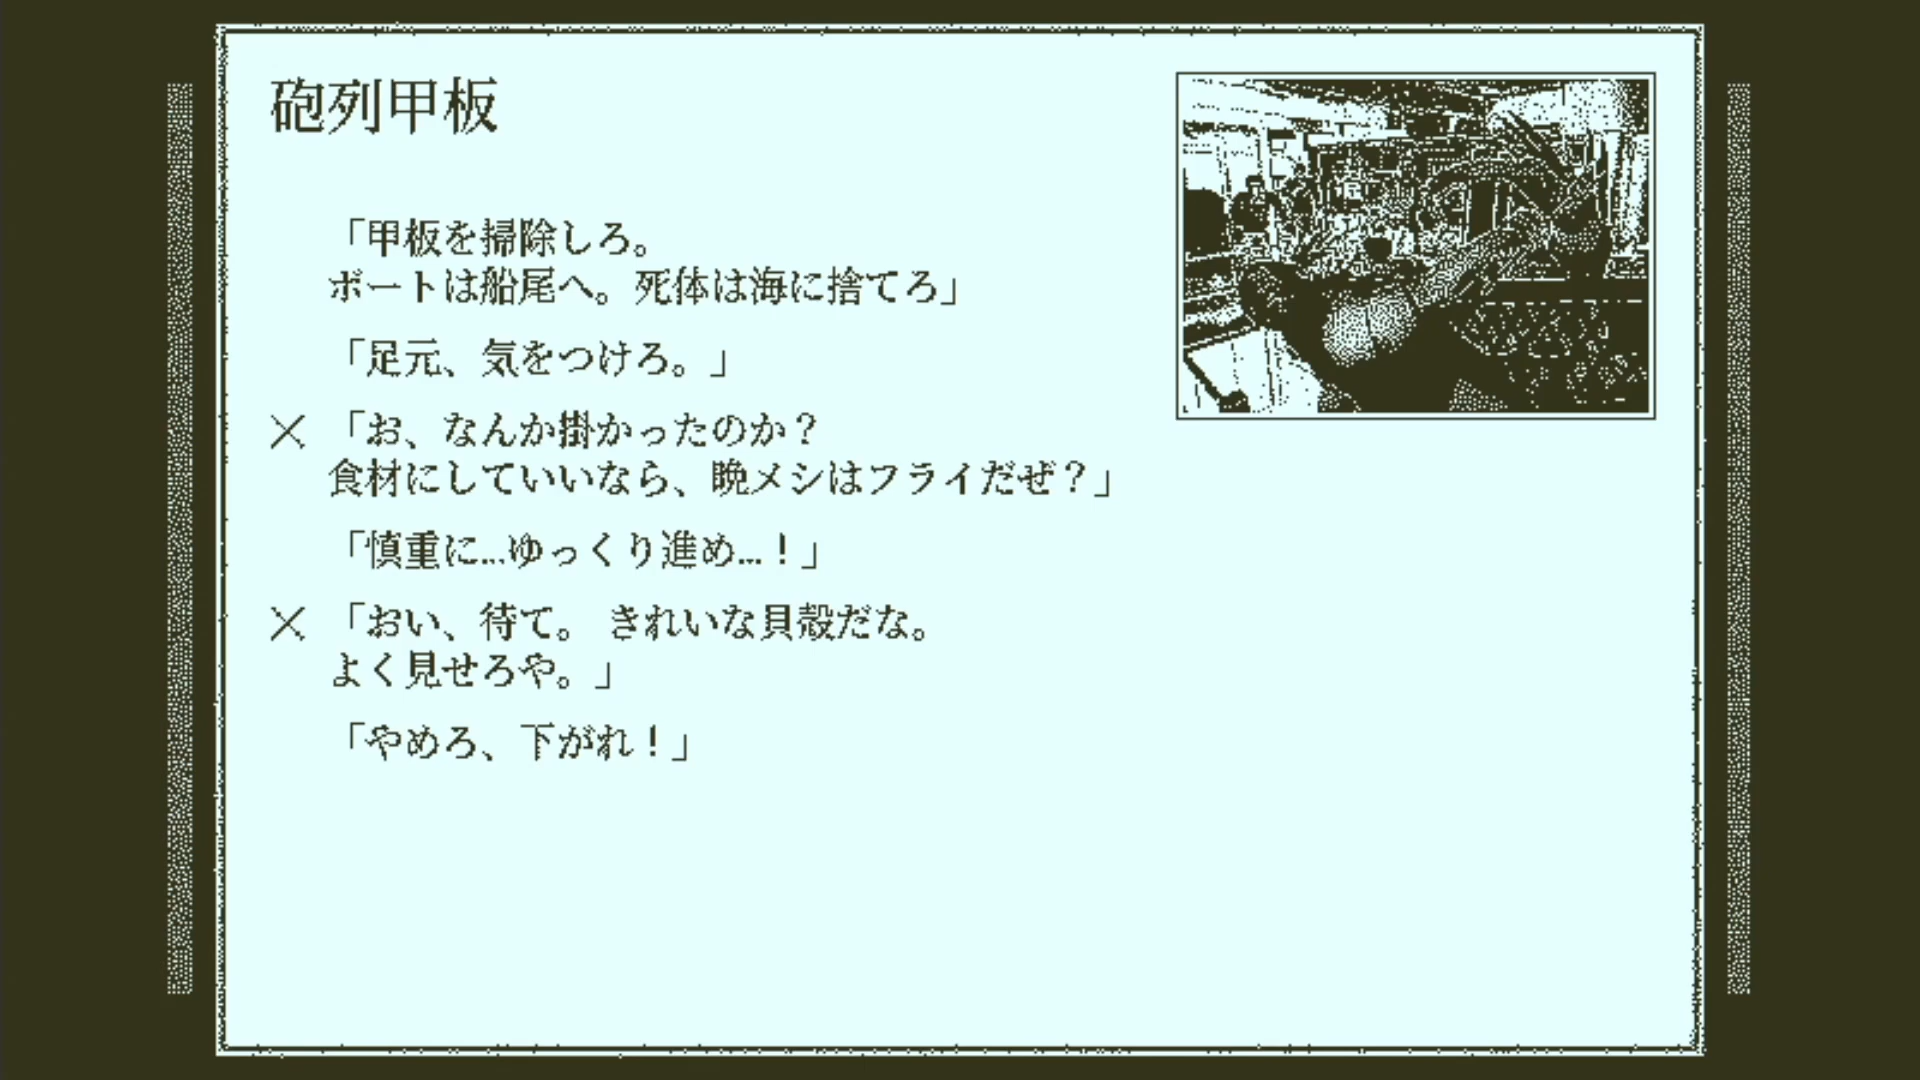 砲列甲板
「甲板を掃除しろ。
ボートは船尾へ。死体は海に捨てろ」
「足元、気をつけろ。」
「お、なんか掛かったのか？
食材にしていいなら、晩メシはフライだぜ？」
「慎重に...ゆっくり進め...！」
「おい、待て。 きれいな貝殻だな。
よく見せろや。」
「やめろ、下がれ！」